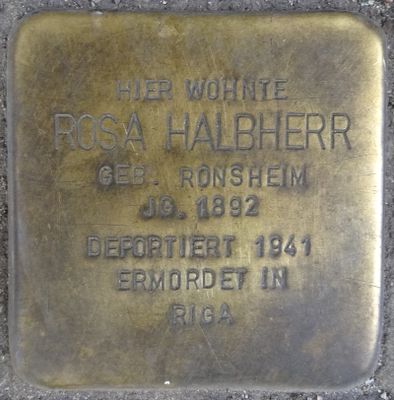 HIER WOHNTE
ROSA HALBHERR
GEB. RONSHEIM
JG. 1892
DEPORTIERT 1941
ERMORDET IN
RIGA